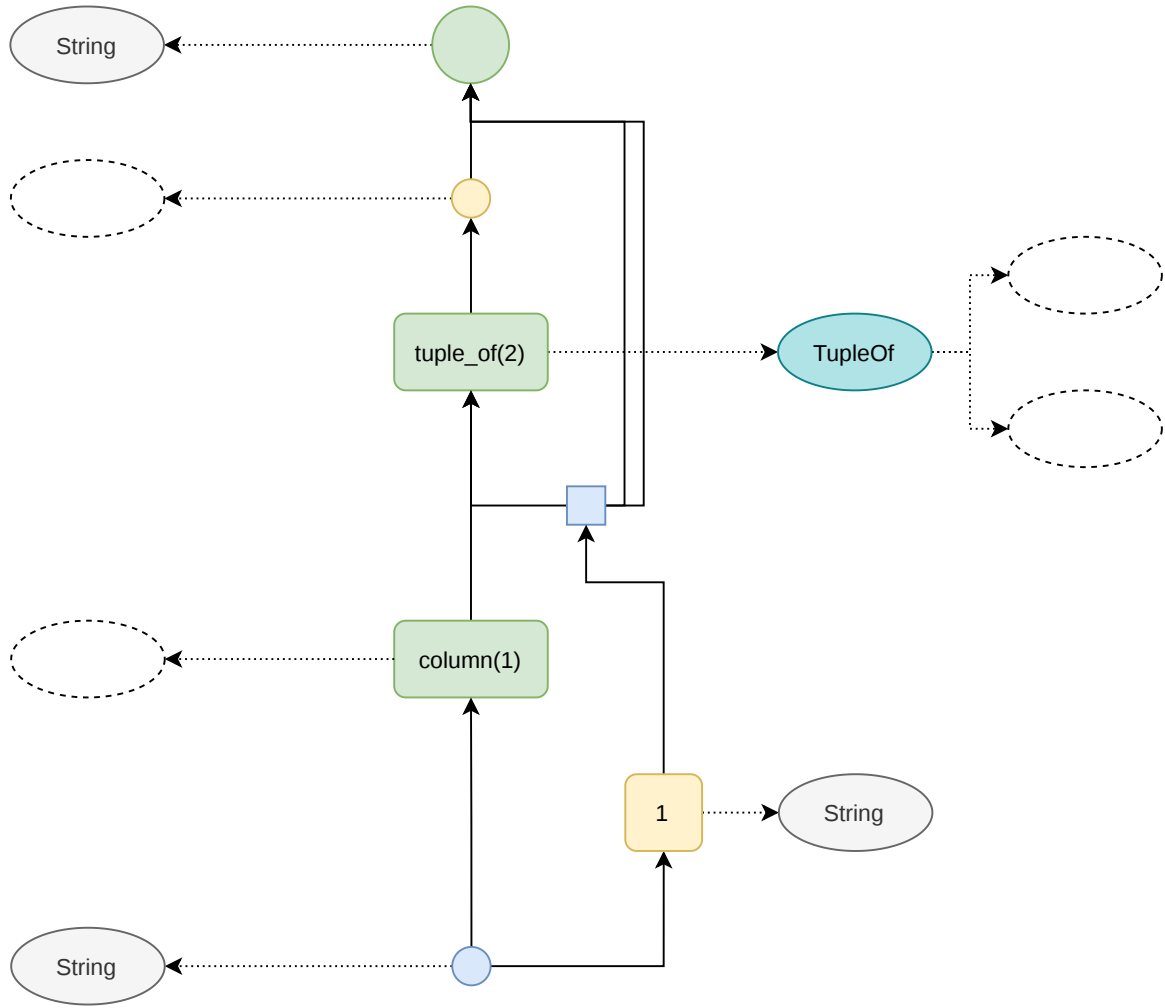 String
tuple_of(2)
TupleOf
column(1)
1
String
String